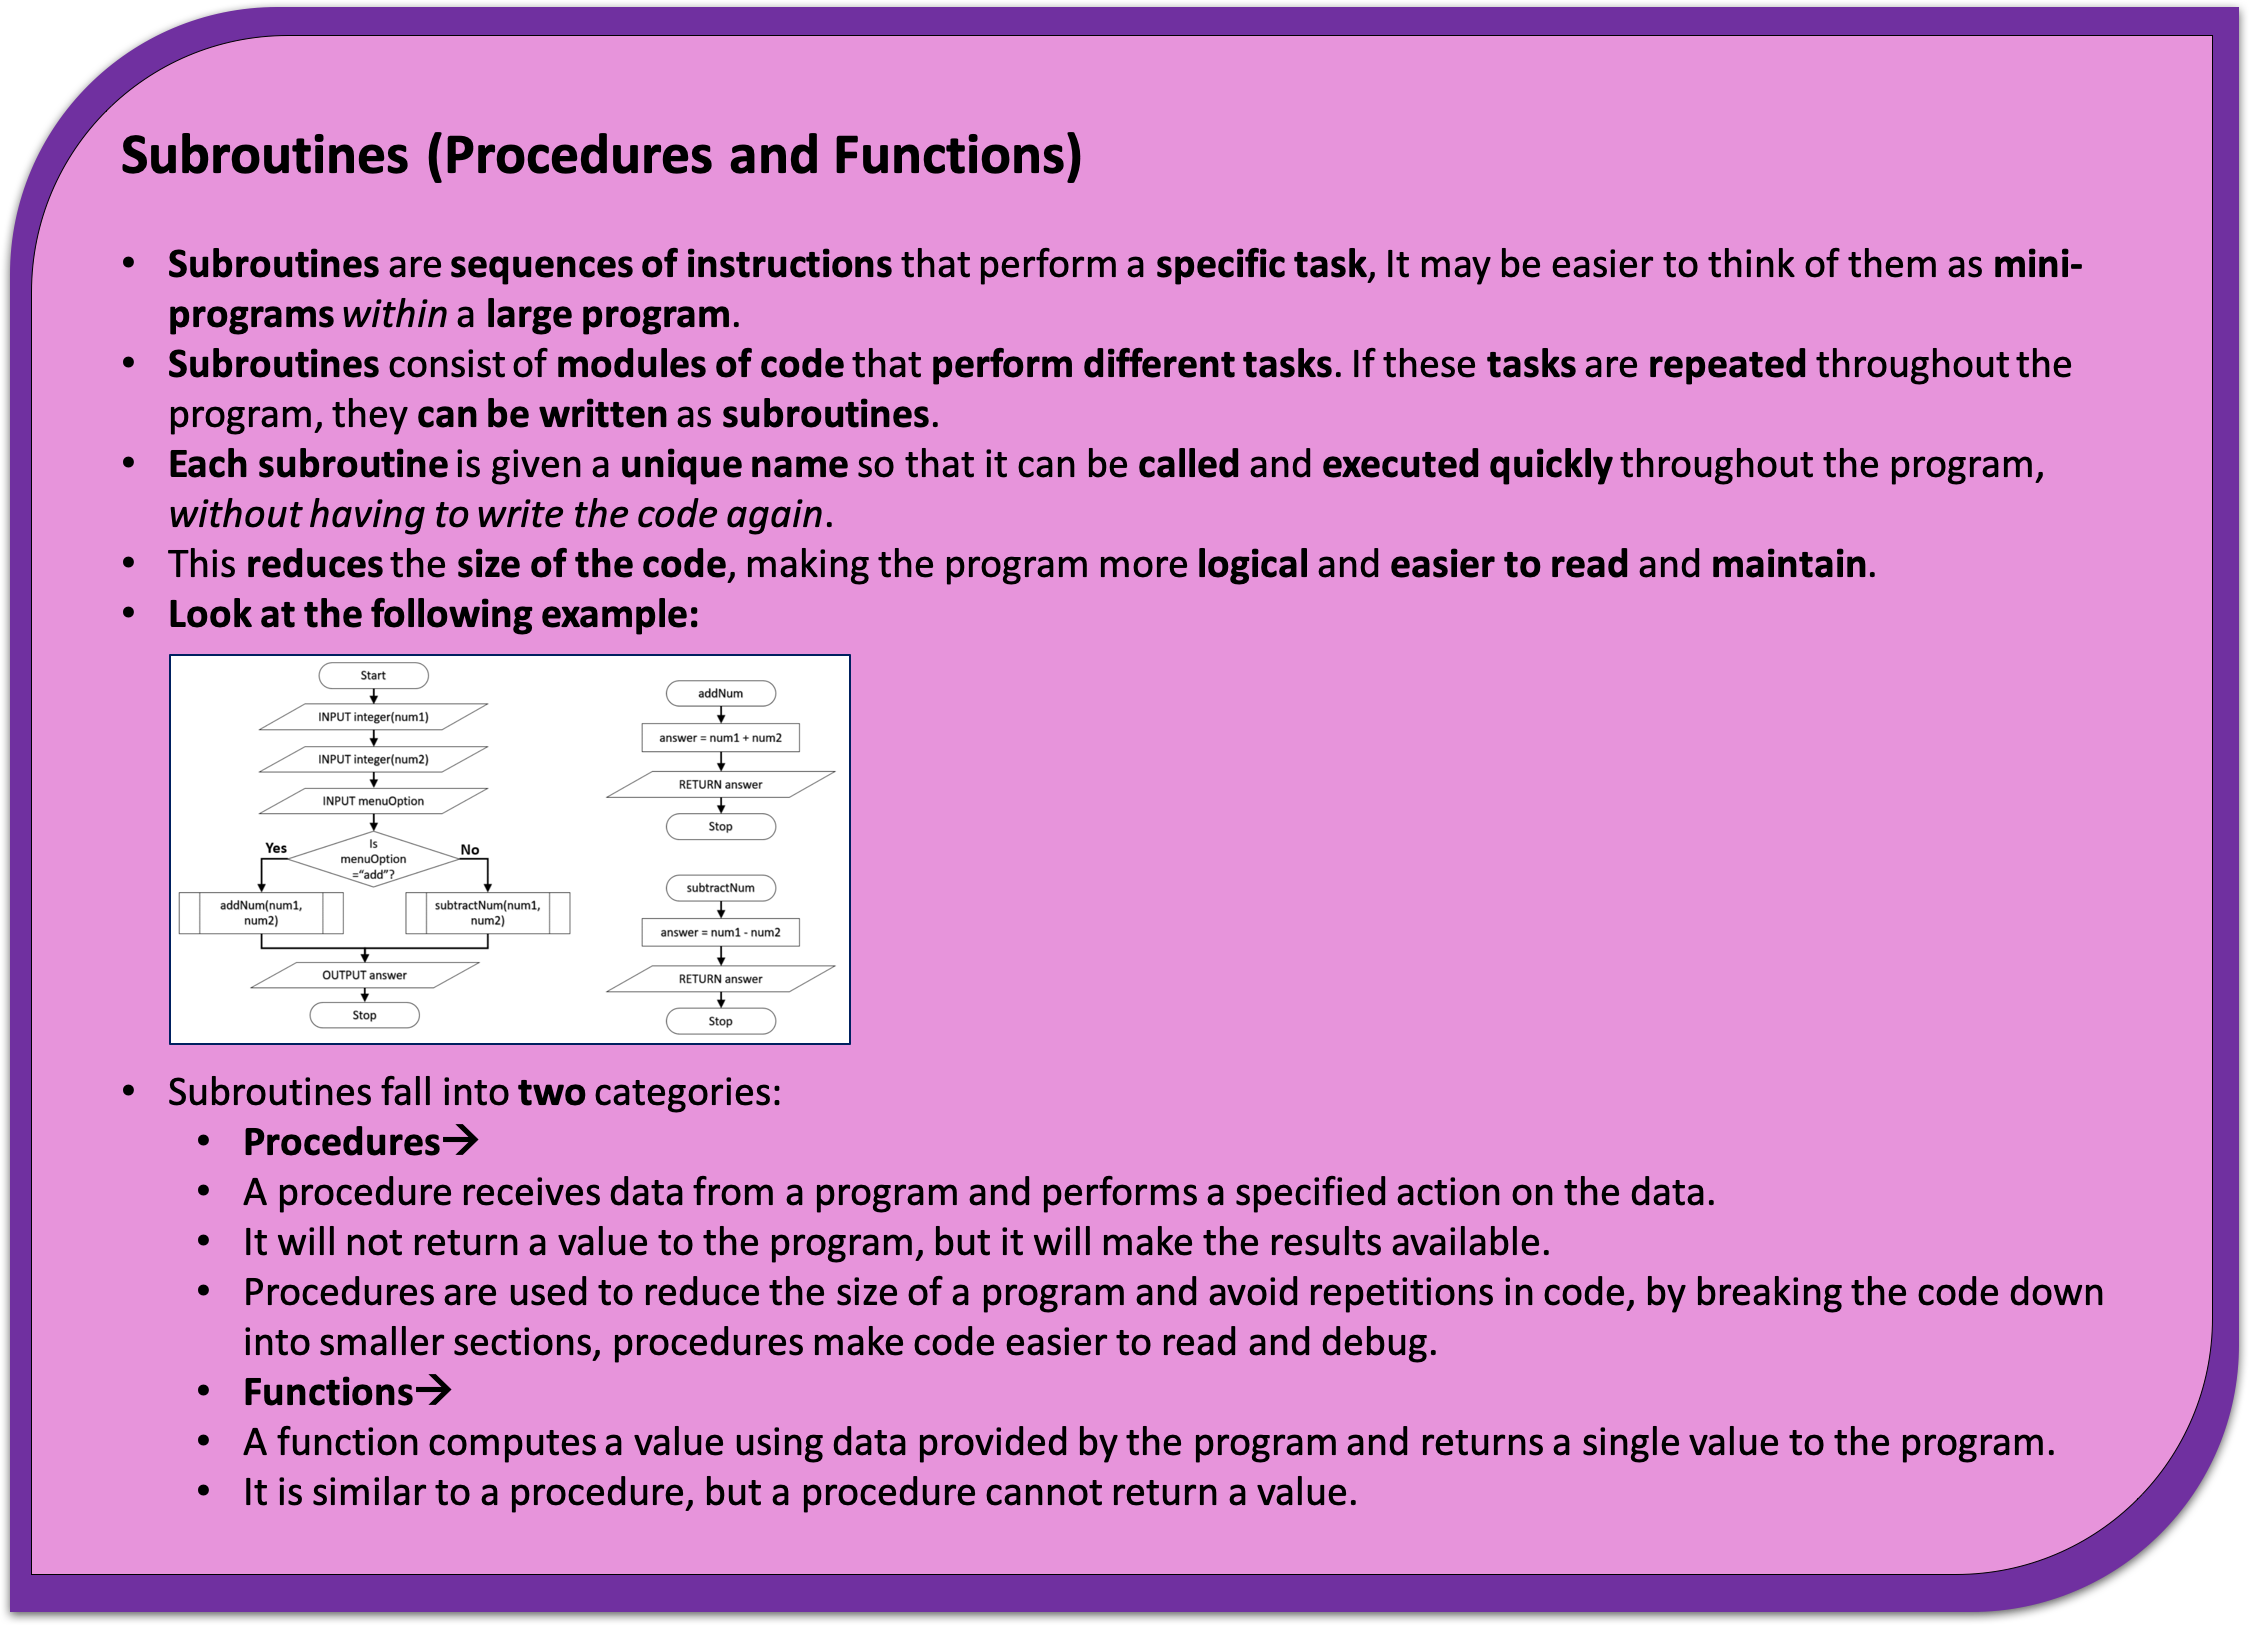 Subroutines (Procedures and Functions)
• Subroutines are sequences of instructions that perform a specific task, It may be easier to think of them as mini-
programs within a large program.
• Subroutines consist of modules of code that perform different tasks. If these tasks are repeated throughout the
program, they can be written as subroutines.
• Each subroutine is given a unique name so that it can be called and executed quickly throughout the program,
without having to write the code again.
• This reduces the size of the code, making the program more logical and easier to read and maintain.
• Look at the following example:
Start
INPUT integer(num1)
INPUT integer(num2)
INPUT menuOption
Is
menuOption
="add"?
Yes
No
addNum(num1,
num2)
subtractNum(num1,
num2)
OUTPUT answer
Stop
addNum
answer = num1 + num2
RETURN answer
Stop
subtractNum
answer = num1 - num2
RETURN answer
Stop
• Subroutines fall into two categories:
• Procedures→
• A procedure receives data from a program and performs a specified action on the data.
• It will not return a value to the program, but it will make the results available.
• Procedures are used to reduce the size of a program and avoid repetitions in code, by breaking the code down
into smaller sections, procedures make code easier to read and debug.
• Functions→
• A function computes a value using data provided by the program and returns a single value to the program.
• It is similar to a procedure, but a procedure cannot return a value.